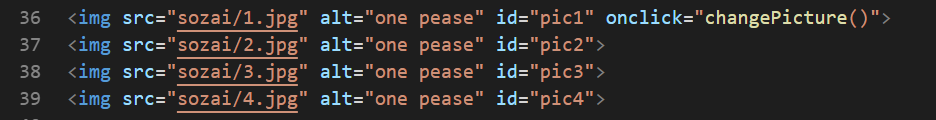 36 <img src="sozai/1.jpg" alt="one pease" id="pic1" onclick="changePicture()">
37 <img src="sozai/2.jpg" alt="one pease" id="pic2">
38 <img src="sozai/3.jpg" alt="one pease" id="pic3">
39 <img src="sozai/4.jpg" alt="one pease" id="pic4">